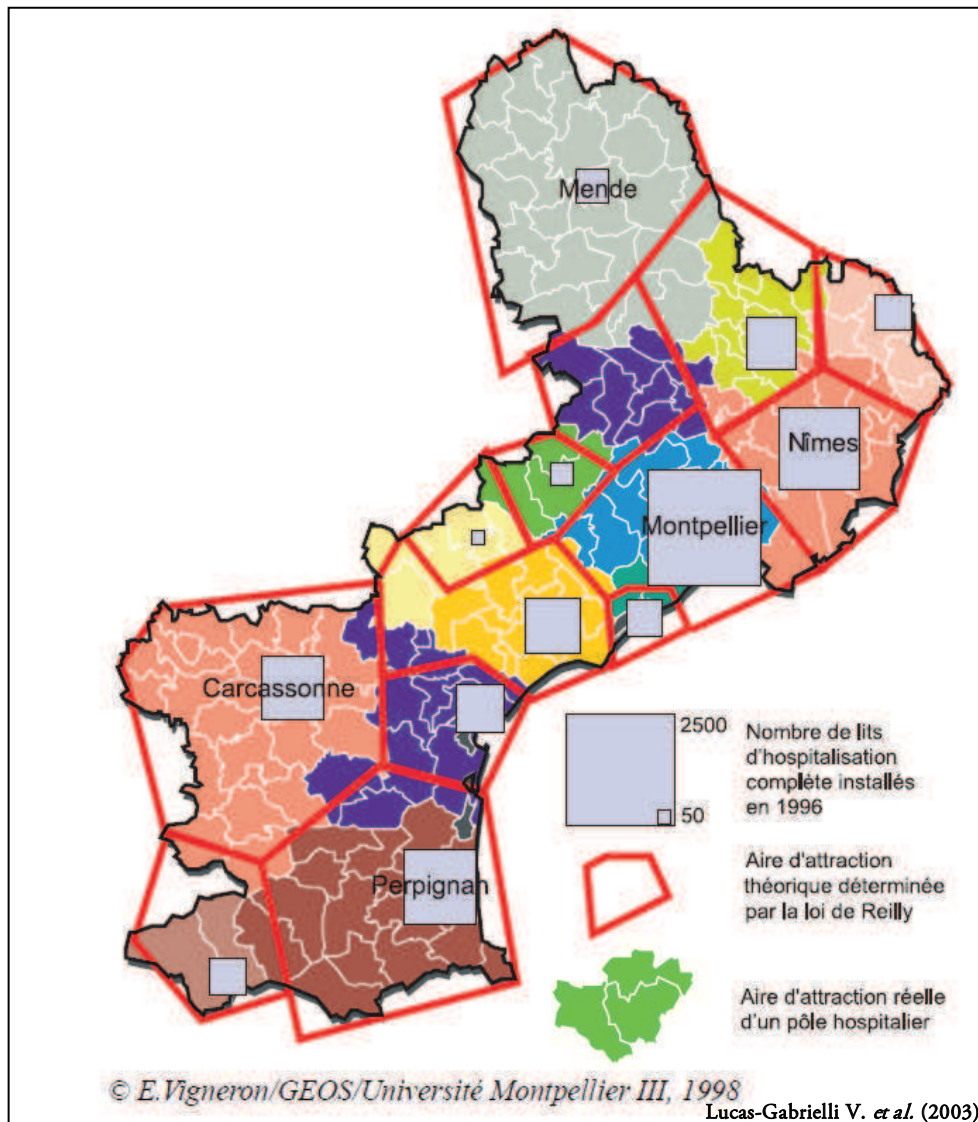 Mende
Nîmes
Montpellier
Carcassonne
Perpignan
2500
50
Nombre de lits
d'hospitalisation
complète installés
en 1996
Aire d'attraction
théorique déterminée
par la loi de Reilly
Aire d'attraction réelle
d'un pôle hospitalier
© E.Vigneron/GEOS/Université Montpellier III, 1998
Lucas-Gabrielli V. et al. (2003)